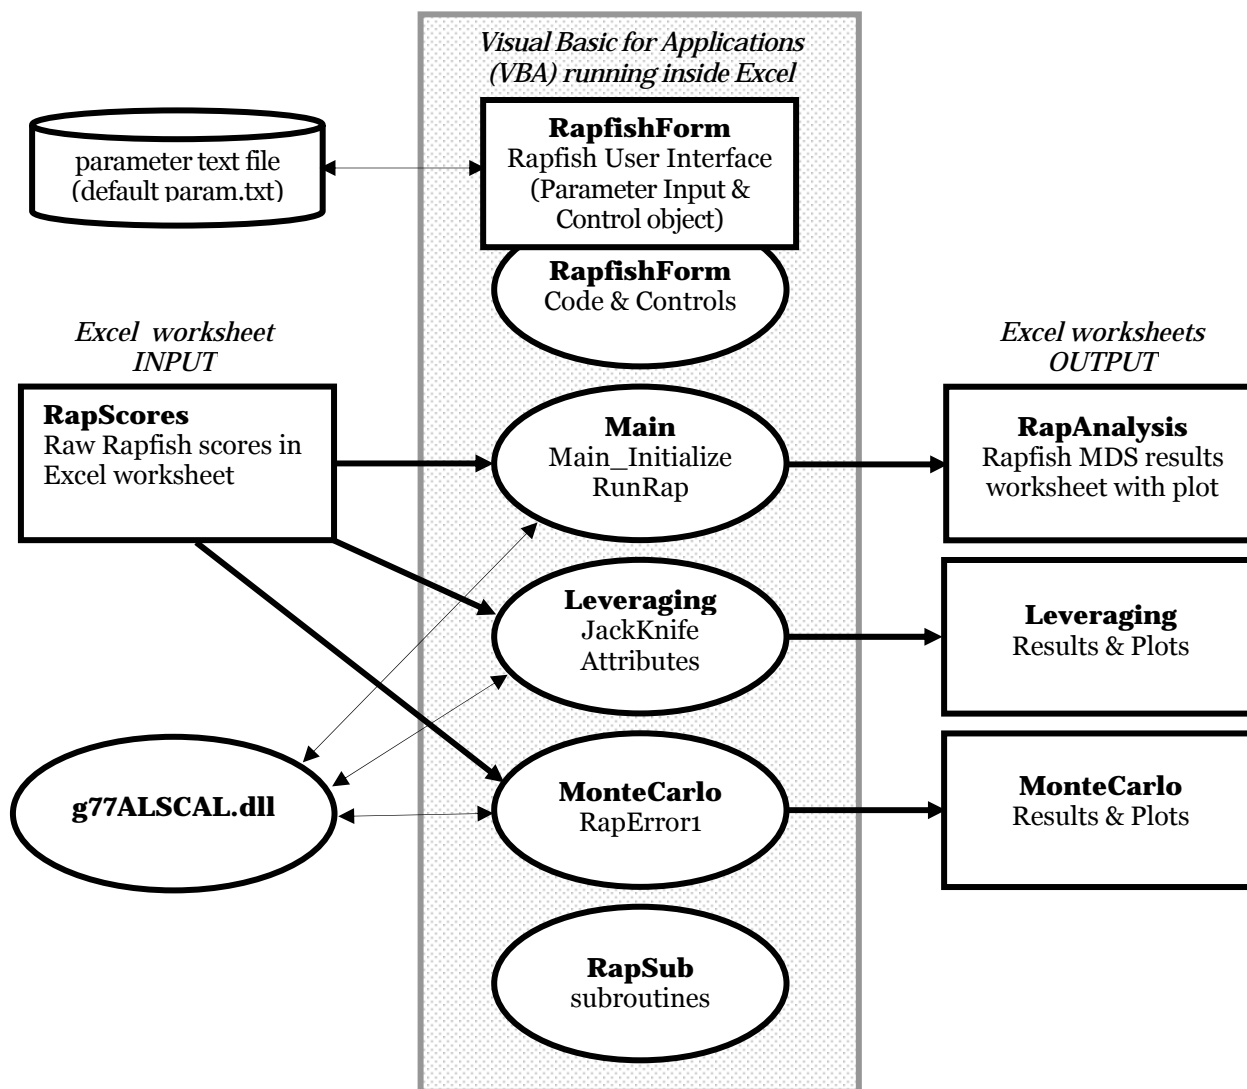 Visual Basic for Applications
(VBA) running inside Excel
RapfishForm
Rapfish User Interface
(Parameter Input &
Control object)
parameter text file
(default param.txt)
RapfishForm
Code & Controls
Excel worksheet
INPUT
RapScores
Raw Rapfish scores in
Excel worksheet
Main
Main_Initialize
RunRap
Excel worksheets
OUTPUT
RapAnalysis
Rapfish MDS results
worksheet with plot
Leveraging
JackKnife
Attributes
Leveraging
Results & Plots
g77ALSCAL.dll
MonteCarlo
RapError1
MonteCarlo
Results & Plots
RapSub
subroutines